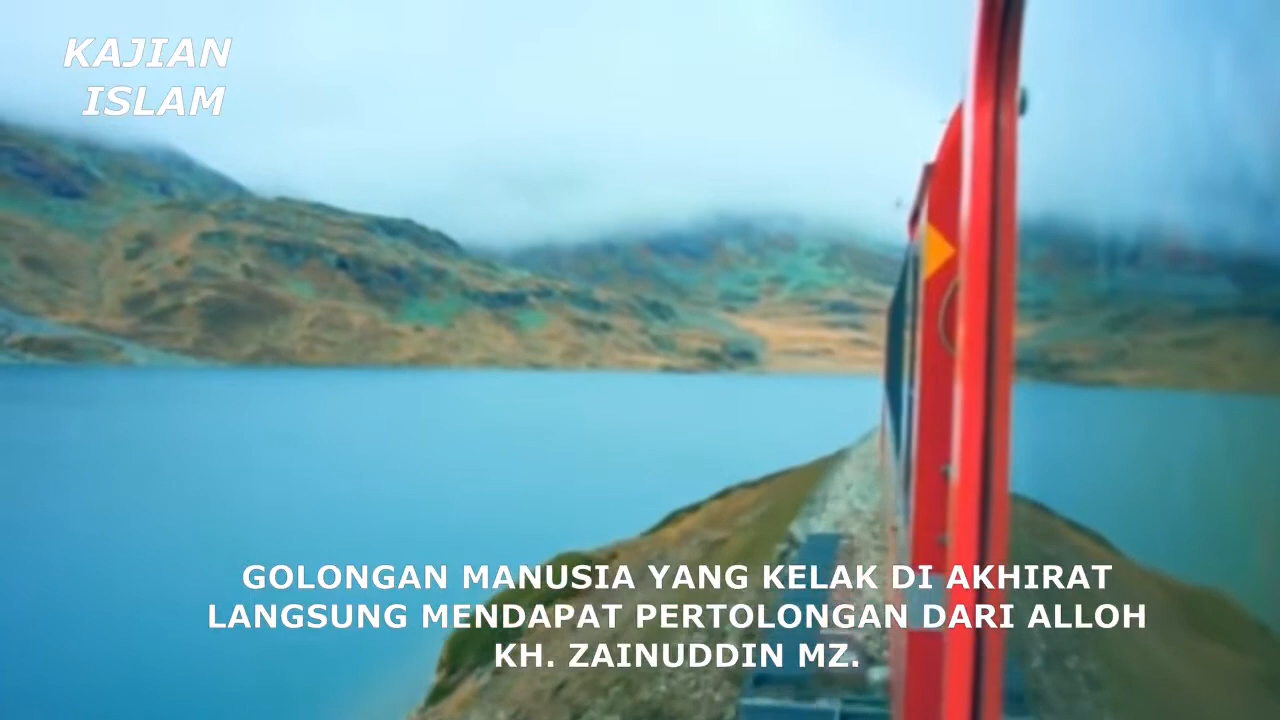 KAJIAN
ISLAM
GOLONGAN MANUSIA YANG KELAK DI AKHIRAT
LANGSUNG MENDAPAT PERTOLONGAN DARI ALLOH
KH. ZAINUDDIN MZ.